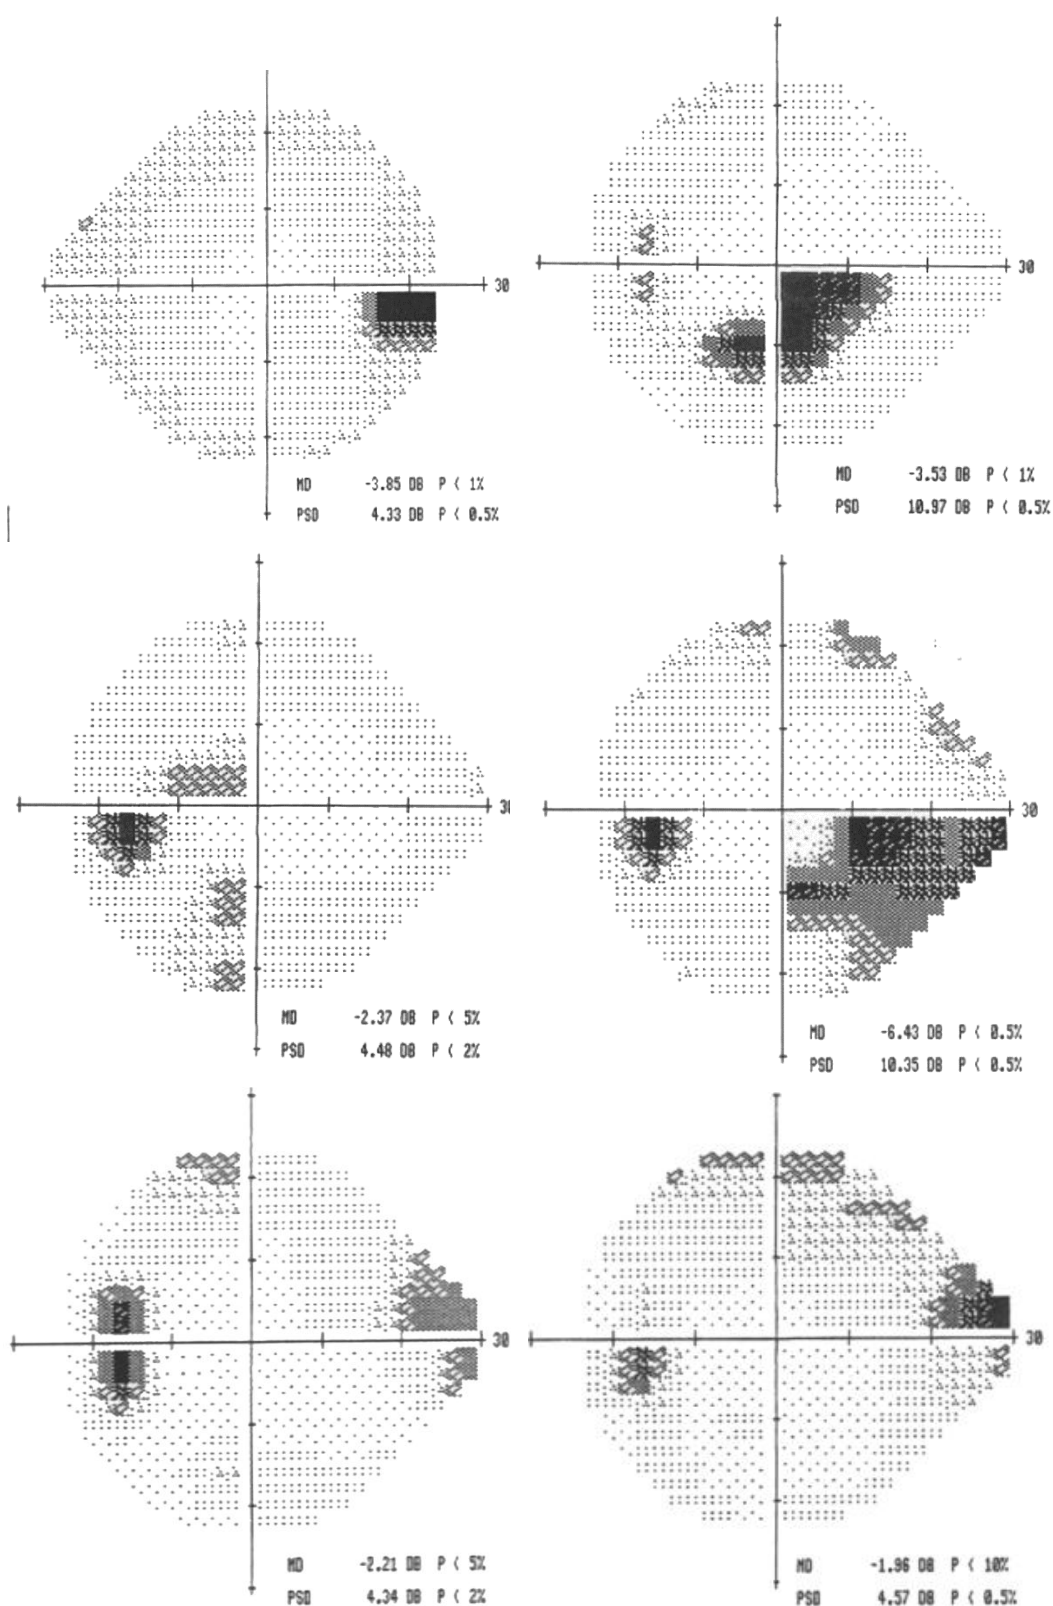 30
30
MD -3.85 DB P < 1%
PSD 4.33 DB P < 0.5%
MD -3.53 DB P < 1%
PSD 10.97 DB P < 0.5%
30
MD -2.37 DB P < 5%
PSD 4.48 DB P < 2%
30
MD -6.43 DB P < 0.5%
PSD 10.35 DB P < 0.5%
30
30
MD -2.21 DB P < 5%
PSD 4.34 DB P < 2%
MD -1.96 DB P < 10%
PSD 4.57 DB P < 0.5%